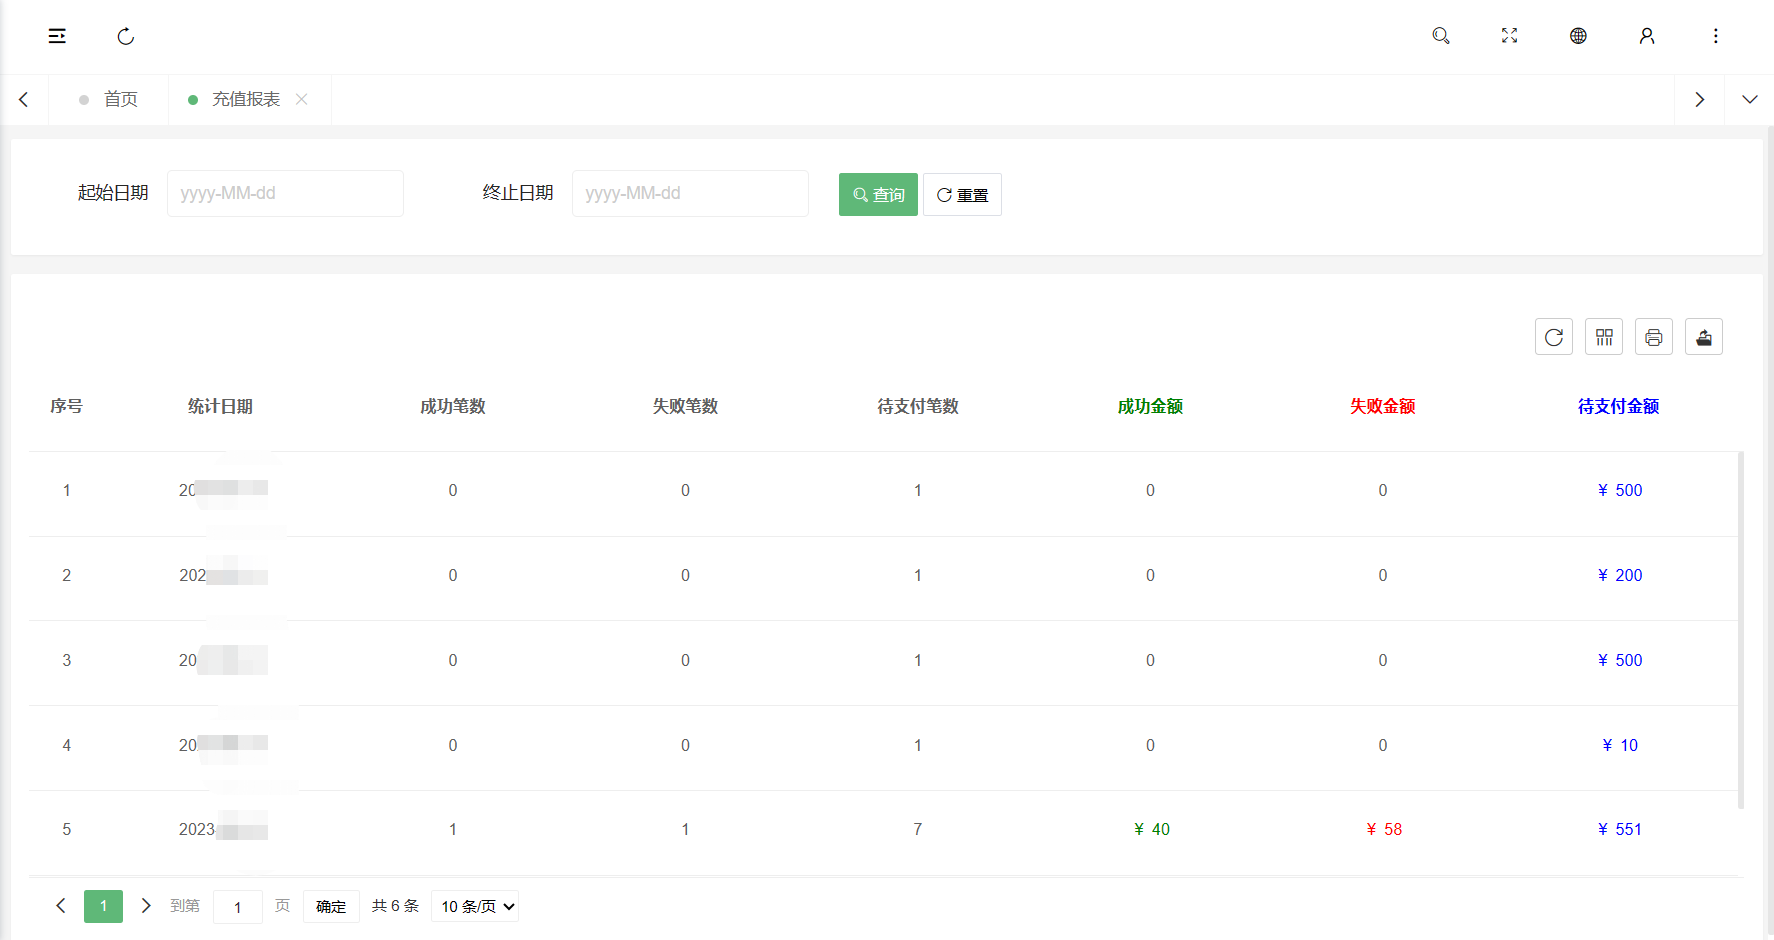 首页 充值报表
起始日期 yyyy-MM-dd 终止日期 yyyy-MM-dd 查询 重置
序号 统计日期 成功笔数 失败笔数 待支付笔数 成功金额 失败金额 待支付金额
1 20 0 0 1 0 0 ¥ 500
2 202 0 0 1 0 0 ¥ 200
3 20 0 0 1 0 0 ¥ 500
4 20 0 0 1 0 0 ¥ 10
5 2023 1 1 7 ¥ 40 ¥ 58 ¥ 551
1 到第 1 页 确定 共 6 条 10 条/页